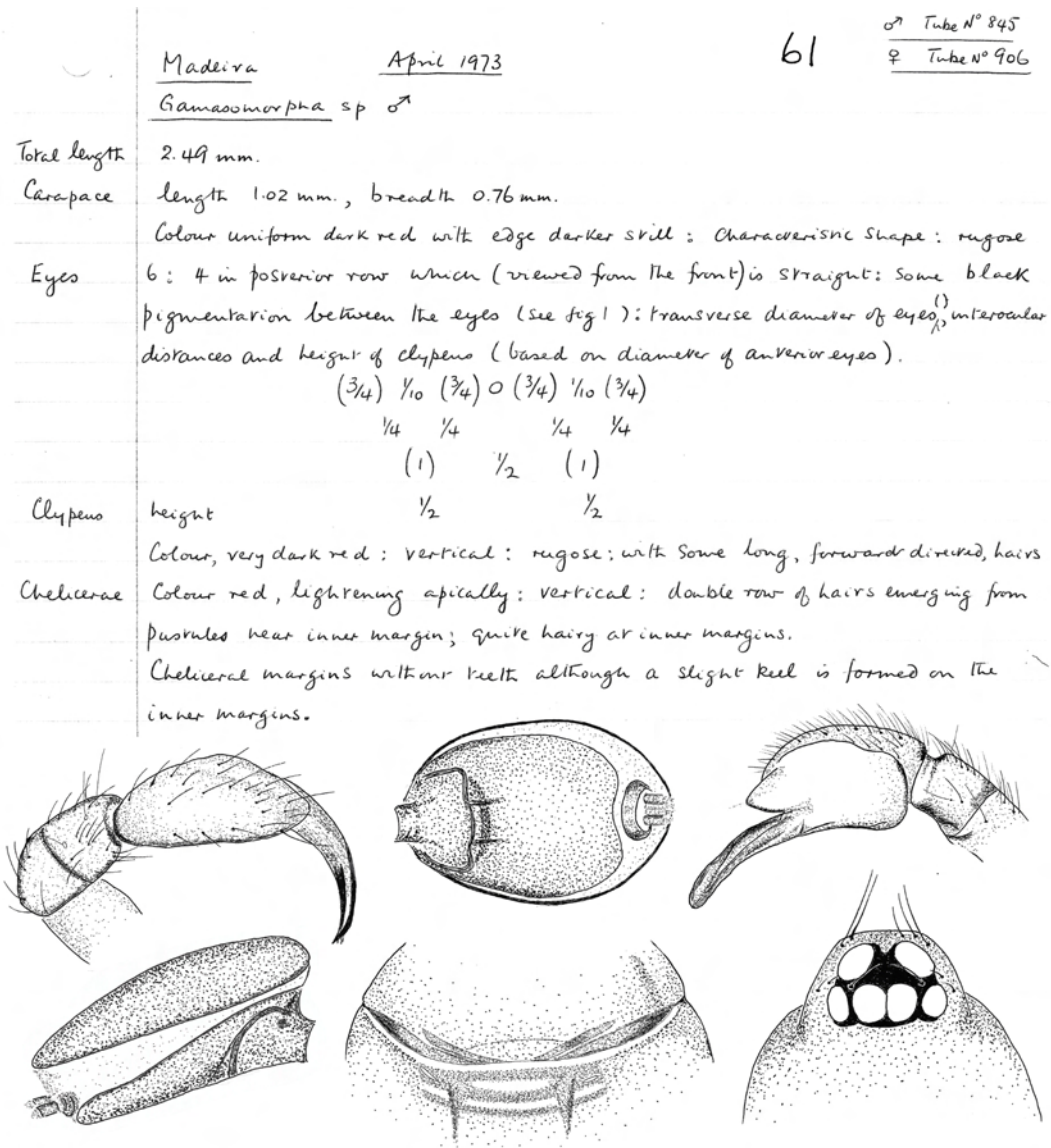 ♂ Tube Nº 845
♀ Tube Nº 906
61
Madeira April 1973
Gamasomorpha sp ♂
Total length 2.49 mm.
Carapace length 1.02 mm., breadth 0.76 mm.
Colour uniform dark red with edge darker still : Characteristic Shape : rugose
Eyes 6 : 4 in posterior row which (viewed from the front) is straight : Some black
pigmentation between the eyes (see fig 1) : transverse diameter of eyes (), interocular
distances and height of clypeus (based on diameter of anterior eyes).
(3/4) 1/10 (3/4) 0 (3/4) 1/10 (3/4)
1/4 1/4 1/4 1/4
(1) 1/2 (1)
Clypeus height 1/2 1/2
Colour, very dark red : vertical : rugose ; with Some long, forward directed, hairs
Chelicerae Colour red, lightening apically : vertical : double row of hairs emerging from
pustules near inner margin ; quite hairy at inner margins.
Cheliceral margins without teeth although a slight keel is formed on the
inner margins.